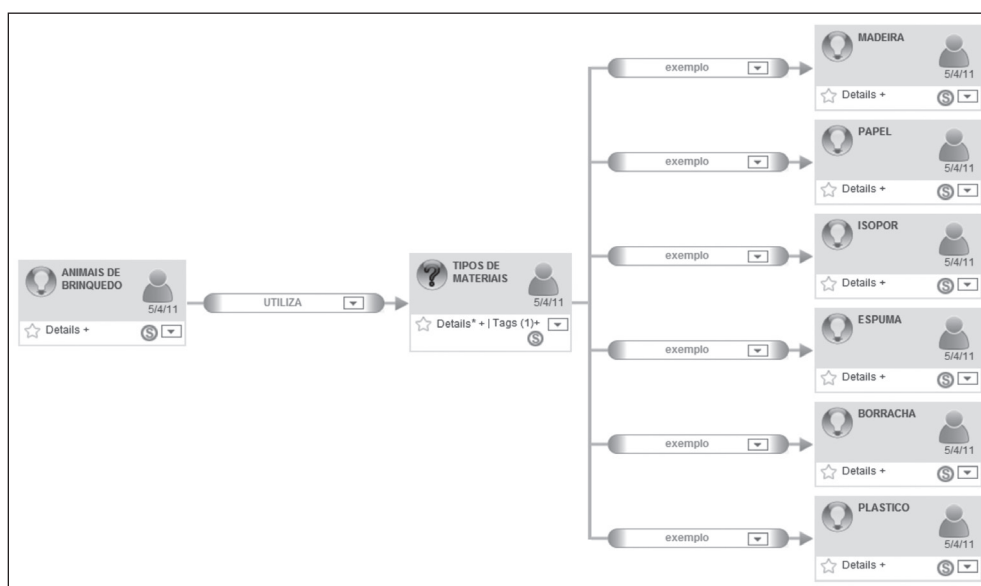 MADEIRA
exemplo
5/4/11
Details +
S
PAPEL
exemplo
5/4/11
Details +
S
ISOPOR
exemplo
5/4/11
Details +
S
ANIMAIS DE
BRINQUEDO
5/4/11
Details +
S
UTILIZA
?
TIPOS DE
MATERIAIS
5/4/11
Details* + | Tags (1)+
S
ESPUMA
exemplo
5/4/11
Details +
S
BORRACHA
exemplo
5/4/11
Details +
S
PLASTICO
exemplo
5/4/11
Details +
S